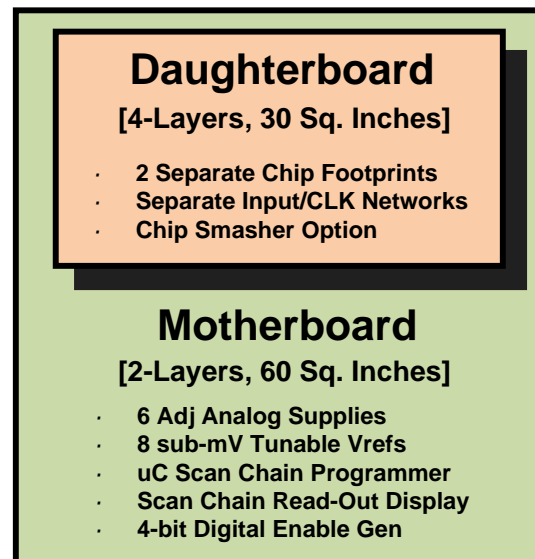 Daughterboard
[4-Layers, 30 Sq. Inches]
· 2 Separate Chip Footprints
· Separate Input/CLK Networks
· Chip Smasher Option
Motherboard
[2-Layers, 60 Sq. Inches]
· 6 Adj Analog Supplies
· 8 sub-mV Tunable Vrefs
· uC Scan Chain Programmer
· Scan Chain Read-Out Display
· 4-bit Digital Enable Gen